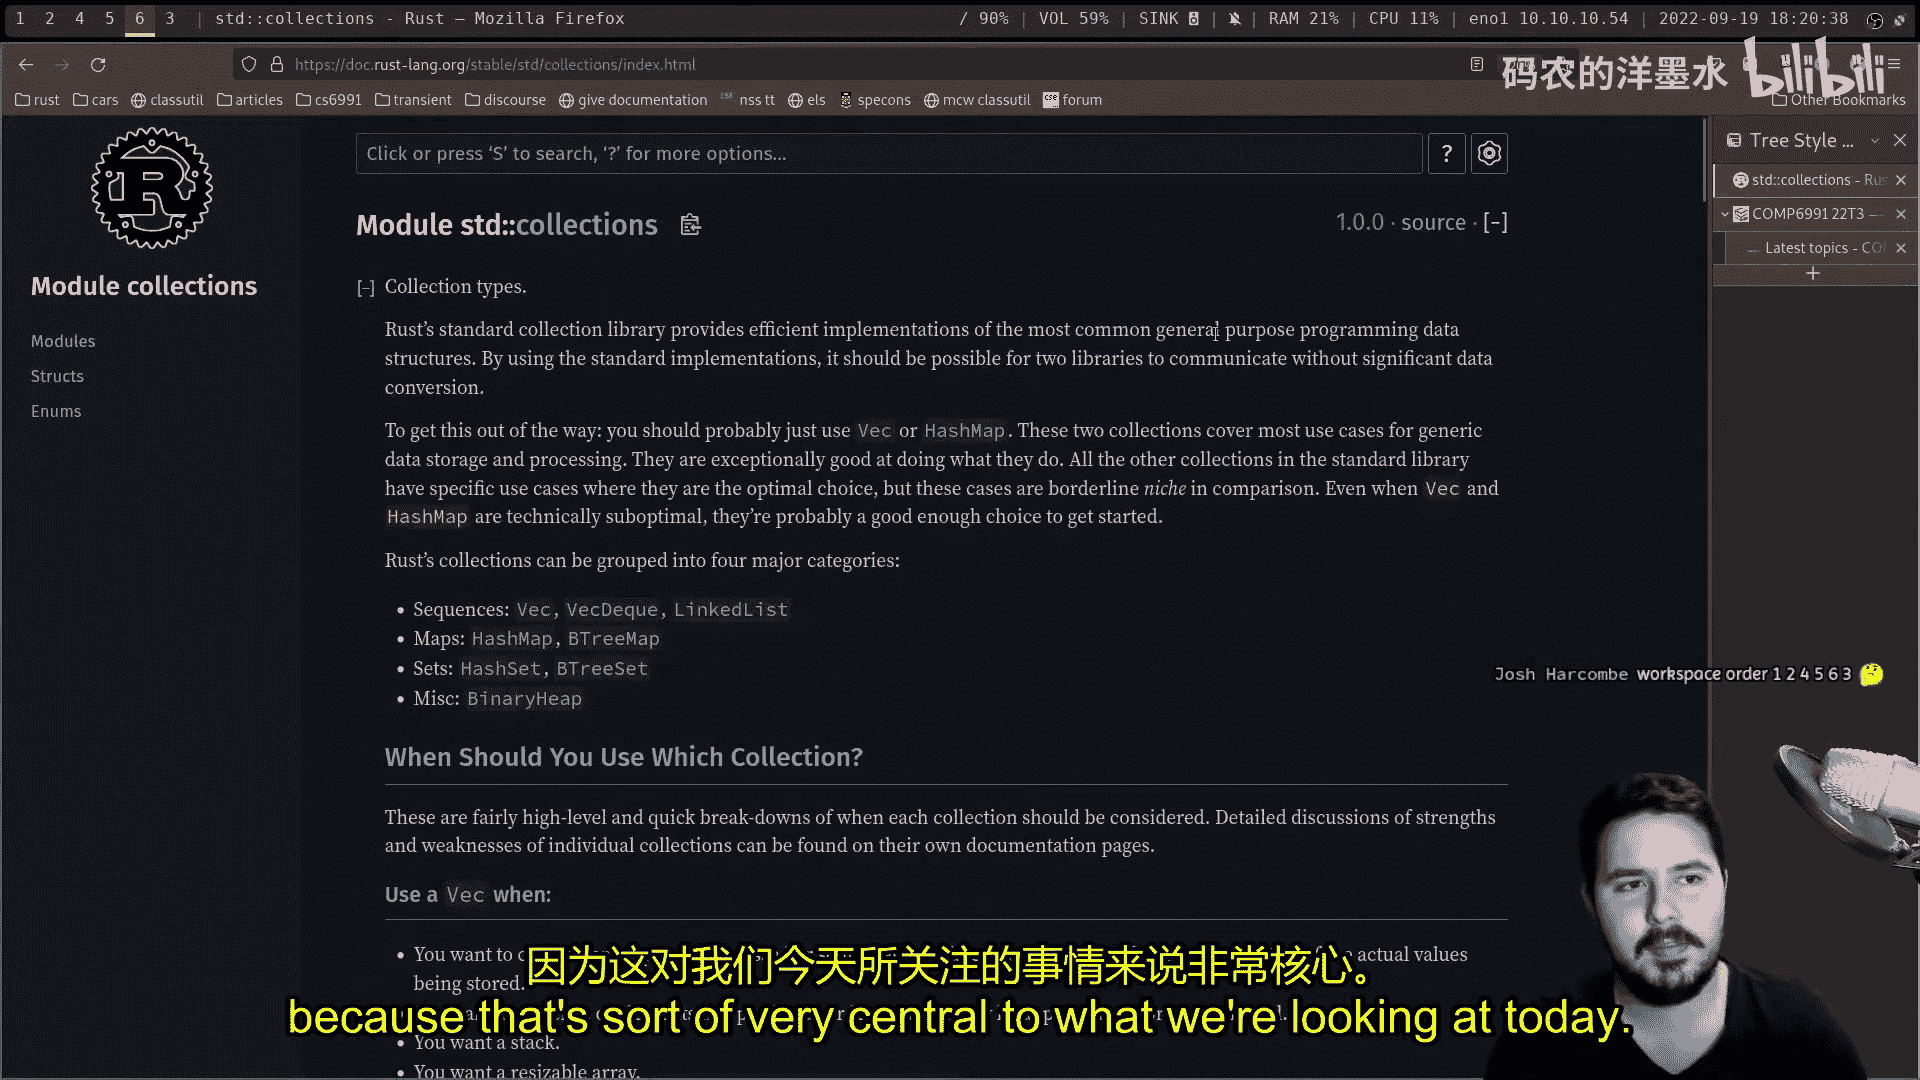 1 2 4 5 6 3 | std::collections - Rust — Mozilla Firefox / 90% | VOL 59% | SINK | | RAM 21% | CPU 11% | eno1 10.10.10.54 | 2022-09-19 18:20:38
https://doc.rust-lang.org/stable/std/collections/index.html
码农的洋墨水 bilibili
rust cars classutil articles cs6991 transient discourse give documentation nss tt els specons mcw classutil forum Other Bookmarks
Tree Style ...
std::collections - Rus
COMP6991 22T3 —
Latest topics - CO
+
R
Module collections
Modules
Structs
Enums
Click or press ‘S’ to search, ‘?’ for more options...
?
Module std::collections
1.0.0 · source · [-]
[-] Collection types.
Rust’s standard collection library provides efficient implementations of the most common general purpose programming data
structures. By using the standard implementations, it should be possible for two libraries to communicate without significant data
conversion.
To get this out of the way: you should probably just use Vec or HashMap. These two collections cover most use cases for generic
data storage and processing. They are exceptionally good at doing what they do. All the other collections in the standard library
have specific use cases where they are the optimal choice, but these cases are borderline niche in comparison. Even when Vec and
HashMap are technically suboptimal, they’re probably a good enough choice to get started.
Rust’s collections can be grouped into four major categories:
• Sequences: Vec, VecDeque, LinkedList
• Maps: HashMap, BTreeMap
• Sets: HashSet, BTreeSet
• Misc: BinaryHeap
Josh Harcombe workspace order 1 2 4 5 6 3 🤔
When Should You Use Which Collection?
These are fairly high-level and quick break-downs of when each collection should be considered. Detailed discussions of strengths
and weaknesses of individual collections can be found on their own documentation pages.
Use a Vec when:
• You want to actual values
being stored.
因为这对我们今天所关注的事情来说非常核心。
because that's sort of very central to what we're looking at today.
• You want a stack.
• You want a resizable array.